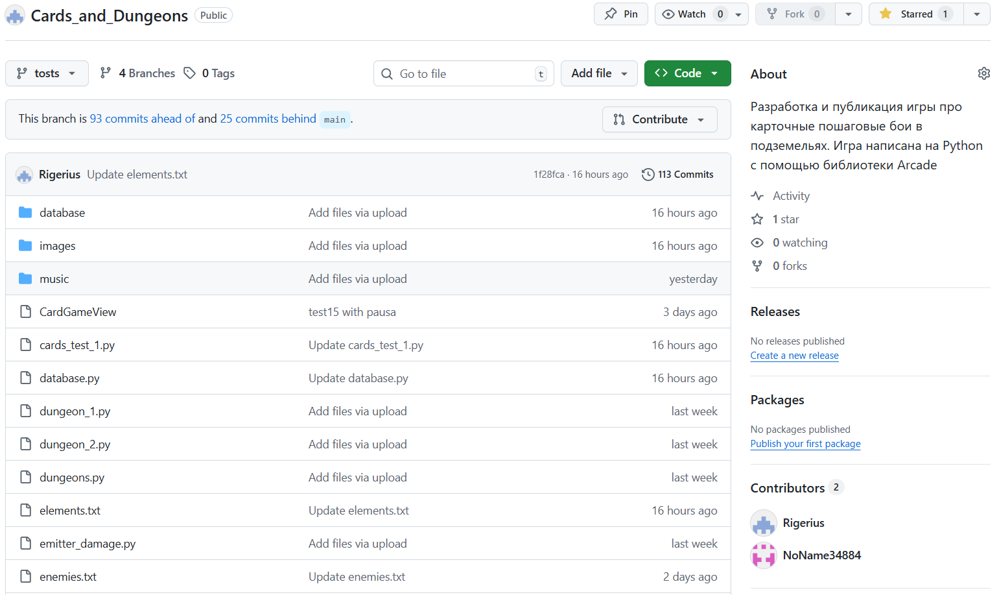 Cards_and_Dungeons Public Pin Watch 0 Fork 0 Starred 1
tosts 4 Branches 0 Tags Go to file t Add file Code
This branch is 93 commits ahead of and 25 commits behind main .
Contribute
Rigerius Update elements.txt 1f28fca · 16 hours ago 113 Commits
database Add files via upload 16 hours ago
images Add files via upload 16 hours ago
music Add files via upload yesterday
CardGameView test15 with pausa 3 days ago
cards_test_1.py Update cards_test_1.py 16 hours ago
database.py Update database.py 16 hours ago
dungeon_1.py Add files via upload last week
dungeon_2.py Add files via upload last week
dungeons.py Add files via upload last week
elements.txt Update elements.txt 16 hours ago
emitter_damage.py Add files via upload last week
enemies.txt Update enemies.txt 2 days ago
About
Разработка и публикация игры про
карточные пошаговые бои в
подземельях. Игра написана на Python
с помощью библиотеки Arcade
Activity
1 star
0 watching
0 forks
Releases
No releases published
Create a new release
Packages
No packages published
Publish your first package
Contributors 2
Rigerius
NoName34884